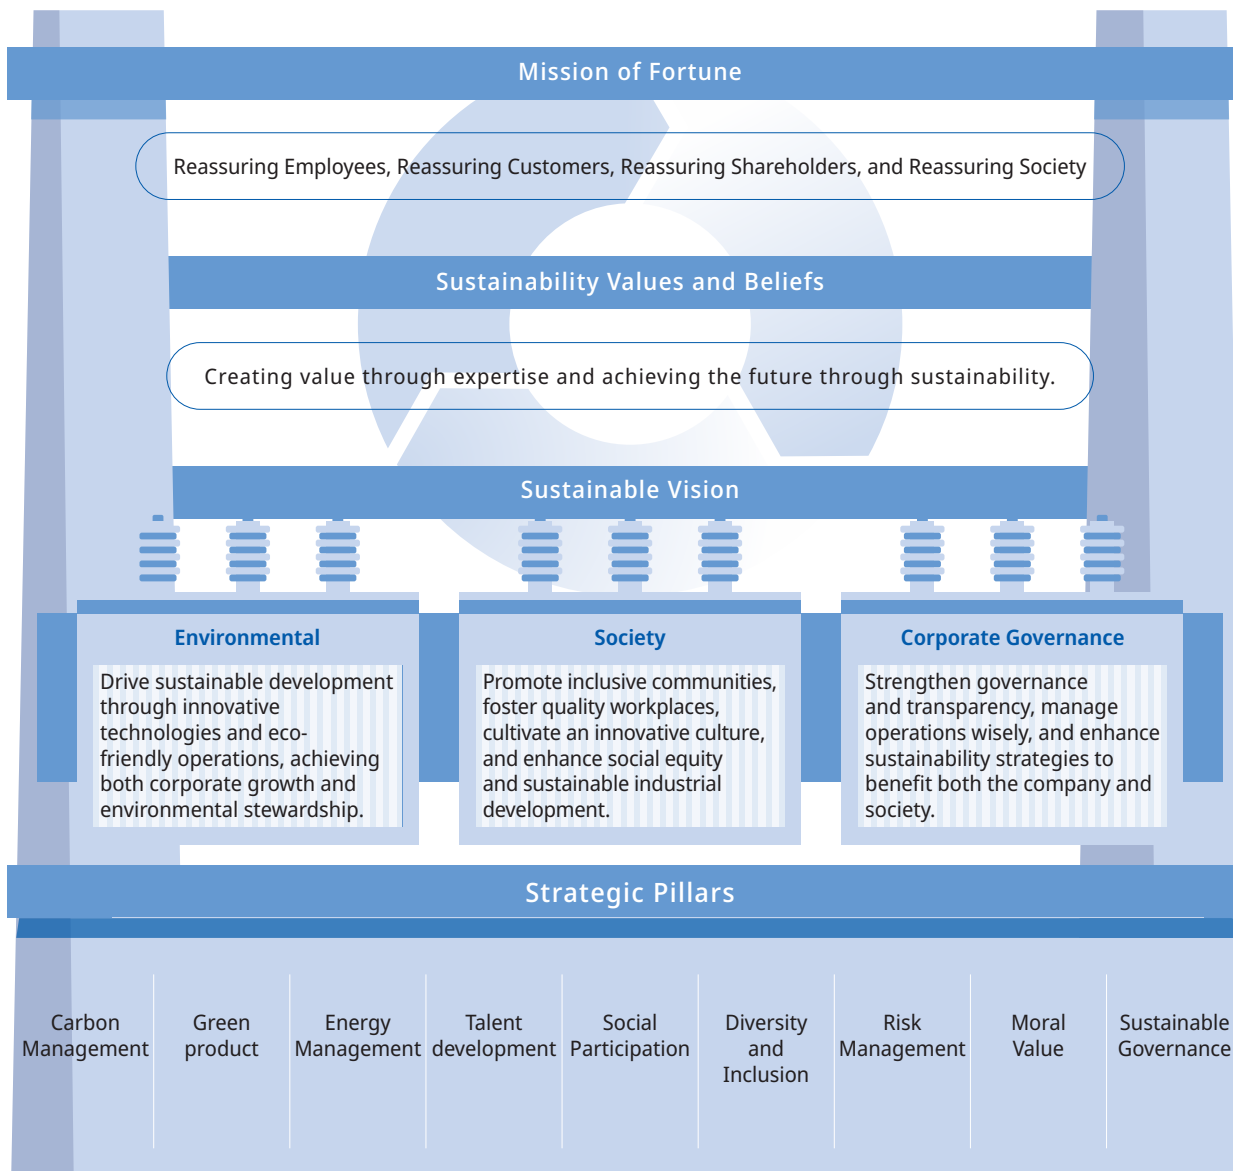 Mission of Fortune
Reassuring Employees, Reassuring Customers, Reassuring Shareholders, and Reassuring Society
Sustainability Values and Beliefs
Creating value through expertise and achieving the future through sustainability.
Sustainable Vision
Environmental
Drive sustainable development
through innovative
technologies and eco-
friendly operations, achieving
both corporate growth and
environmental stewardship.
Society
Promote inclusive communities,
foster quality workplaces,
cultivate an innovative culture,
and enhance social equity
and sustainable industrial
development.
Corporate Governance
Strengthen governance
and transparency, manage
operations wisely, and enhance
sustainability strategies to
benefit both the company and
society.
Strategic Pillars
Carbon
Management
Green
product
Energy
Management
Talent
development
Social
Participation
Diversity
and
Inclusion
Risk
Management
Moral
Value
Sustainable
Governance